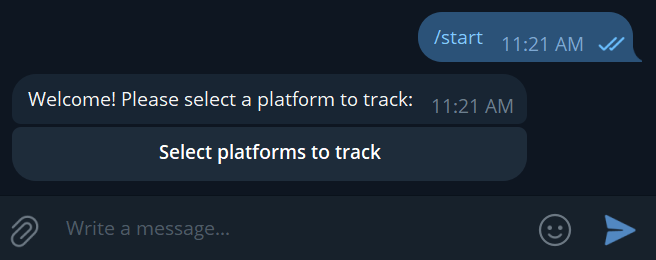 /start 11:21 AM
Welcome! Please select a platform to track: 11:21 AM
Select platforms to track
Write a message...